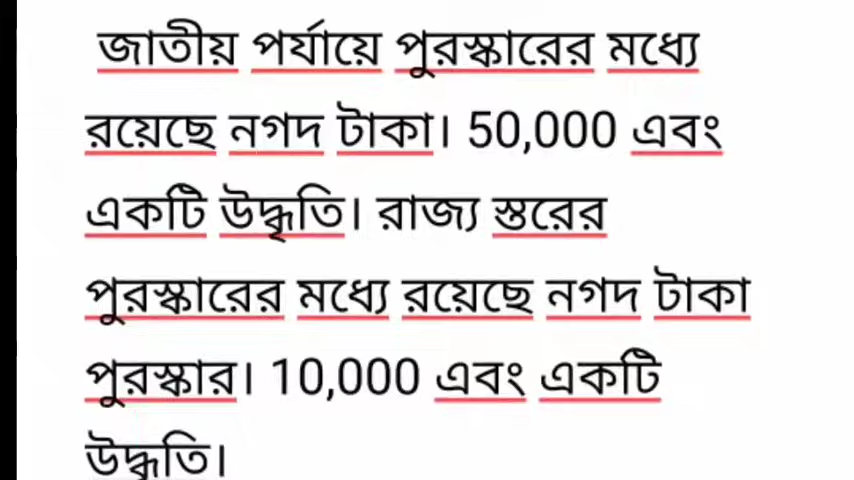 জাতীয় পর্যায়ে পুরস্কারের মধ্যে
রয়েছে নগদ টাকা। 50,000 এবং
একটি উদ্ধৃতি। রাজ্য স্তরের
পুরস্কারের মধ্যে রয়েছে নগদ টাকা
পুরস্কার। 10,000 এবং একটি
উদ্ধৃতি।